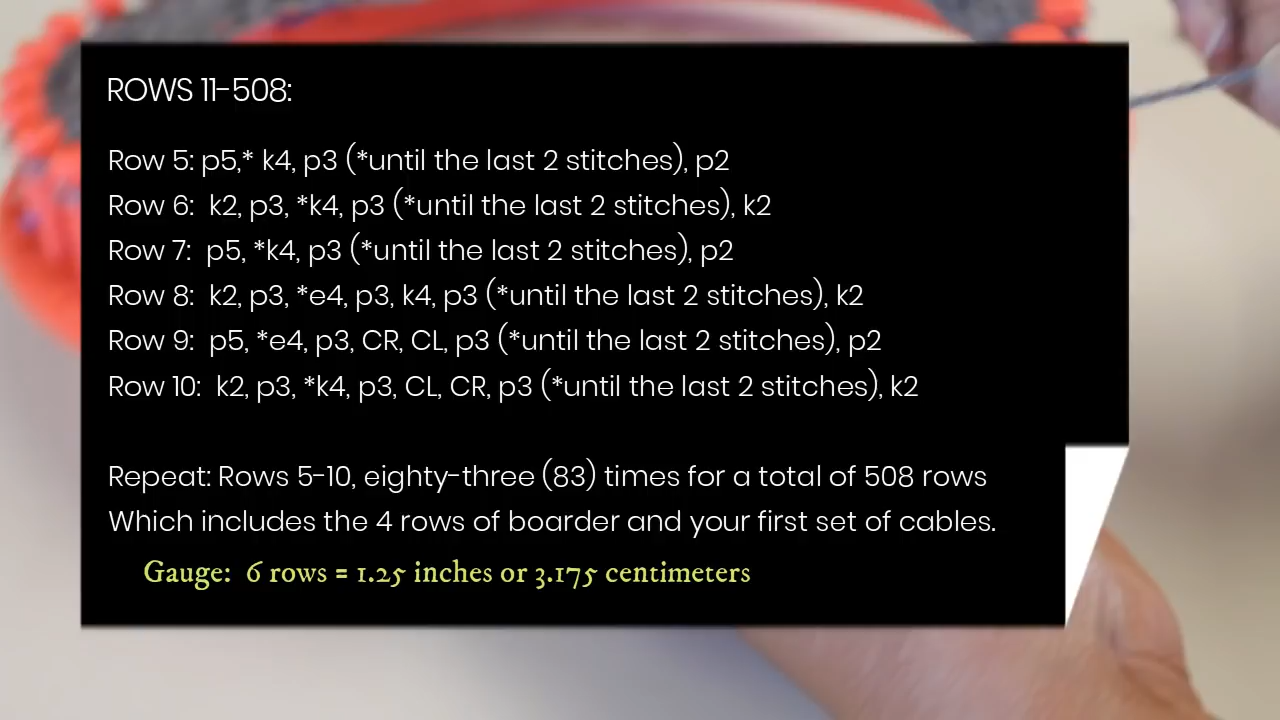 ROWS 11-508:
Row 5: p5,* k4, p3 (*until the last 2 stitches), p2
Row 6: k2, p3, *k4, p3 (*until the last 2 stitches), k2
Row 7: p5, *k4, p3 (*until the last 2 stitches), p2
Row 8: k2, p3, *e4, p3, k4, p3 (*until the last 2 stitches), k2
Row 9: p5, *e4, p3, CR, CL, p3 (*until the last 2 stitches), p2
Row 10: k2, p3, *k4, p3, CL, CR, p3 (*until the last 2 stitches), k2
Repeat: Rows 5-10, eighty-three (83) times for a total of 508 rows
Which includes the 4 rows of boarder and your first set of cables.
Gauge: 6 rows = 1.25 inches or 3.175 centimeters